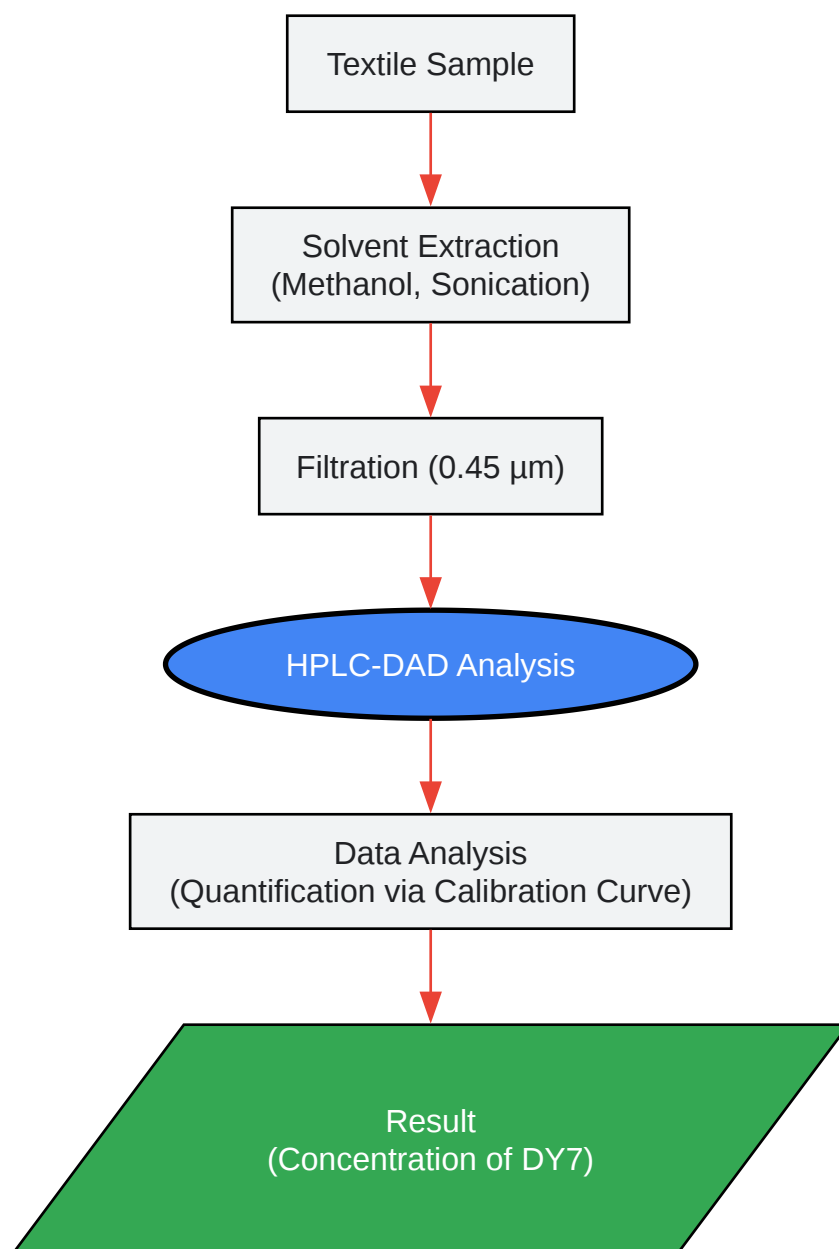 Textile Sample
Solvent Extraction
(Methanol, Sonication)
Filtration (0.45 µm)
HPLC-DAD Analysis
Data Analysis
(Quantification via Calibration Curve)
Result
(Concentration of DY7)